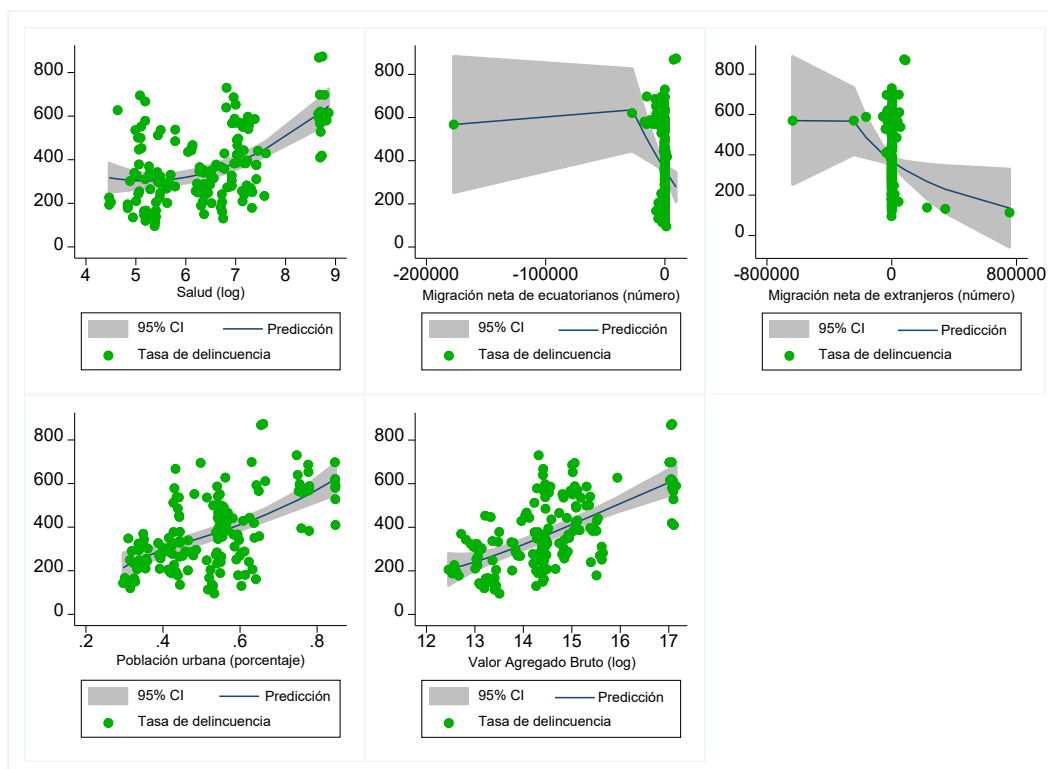 800
600
400
200
0
4 5 6 7 8 9
Salud (log)
95% CI Predicción
Tasa de delincuencia
800
600
400
200
0
-200000 -100000 0
Migración neta de ecuatorianos (número)
95% CI Predicción
Tasa de delincuencia
800
600
400
200
0
-800000 0 800000
Migración neta de extranjeros (número)
95% CI Predicción
Tasa de delincuencia
800
600
400
200
0
.2 .4 .6 .8
Población urbana (porcentaje)
95% CI Predicción
Tasa de delincuencia
800
600
400
200
0
12 13 14 15 16 17
Valor Agregado Bruto (log)
95% CI Predicción
Tasa de delincuencia